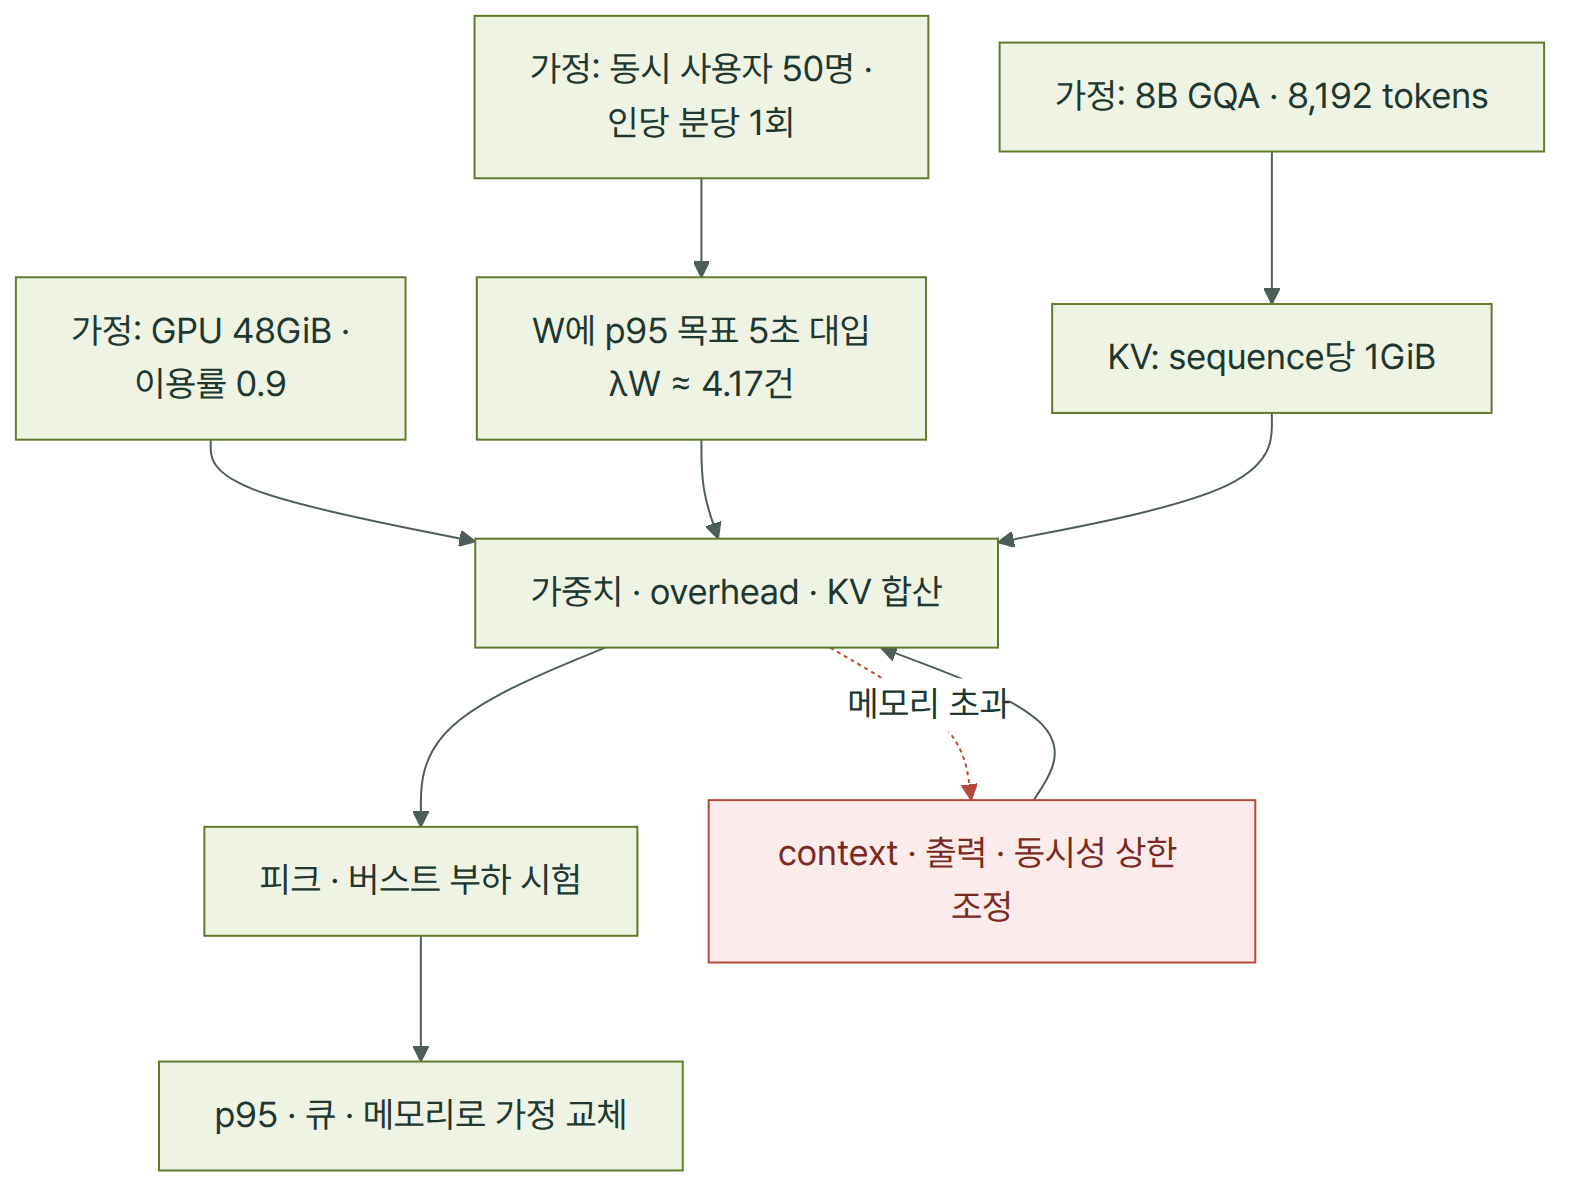 가정: 동시 사용자 50명 ·
인당 분당 1회
가정: 8B GQA · 8,192 tokens
가정: GPU 48GiB ·
이용률 0.9
W에 p95 목표 5초 대입
λW ≈ 4.17건
KV: sequence당 1GiB
가중치 · overhead · KV 합산
메모리 초과
피크 · 버스트 부하 시험
context · 출력 · 동시성 상한
조정
p95 · 큐 · 메모리로 가정 교체